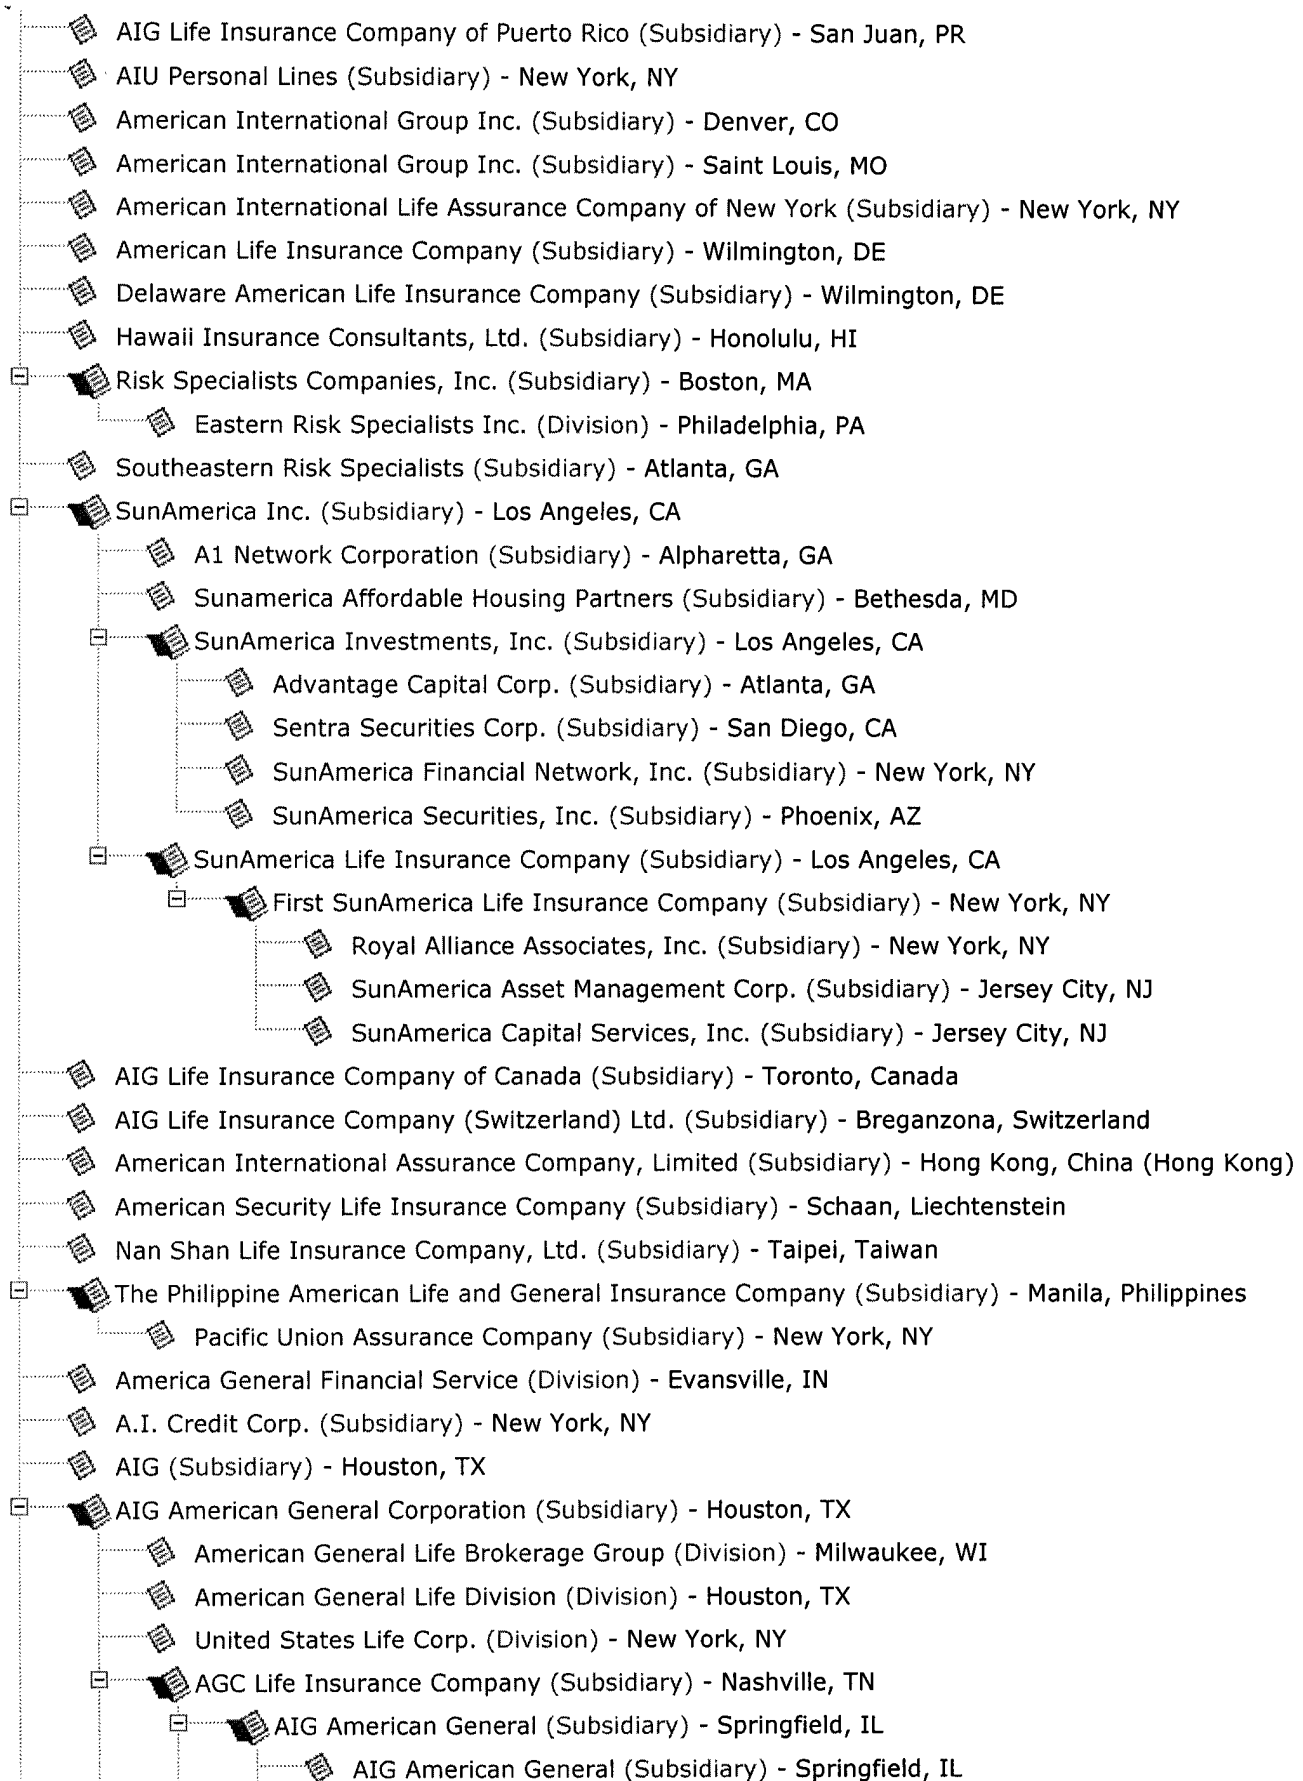 AIG Life Insurance Company of Puerto Rico (Subsidiary) - San Juan, PR
AIU Personal Lines (Subsidiary) - New York, NY
American International Group Inc. (Subsidiary) - Denver, CO
American International Group Inc. (Subsidiary) - Saint Louis, MO
American International Life Assurance Company of New York (Subsidiary) - New York, NY
American Life Insurance Company (Subsidiary) - Wilmington, DE
Delaware American Life Insurance Company (Subsidiary) - Wilmington, DE
Hawaii Insurance Consultants, Ltd. (Subsidiary) - Honolulu, HI
Risk Specialists Companies, Inc. (Subsidiary) - Boston, MA
Eastern Risk Specialists Inc. (Division) - Philadelphia, PA
Southeastern Risk Specialists (Subsidiary) - Atlanta, GA
SunAmerica Inc. (Subsidiary) - Los Angeles, CA
A1 Network Corporation (Subsidiary) - Alpharetta, GA
Sunamerica Affordable Housing Partners (Subsidiary) - Bethesda, MD
SunAmerica Investments, Inc. (Subsidiary) - Los Angeles, CA
Advantage Capital Corp. (Subsidiary) - Atlanta, GA
Sentra Securities Corp. (Subsidiary) - San Diego, CA
SunAmerica Financial Network, Inc. (Subsidiary) - New York, NY
SunAmerica Securities, Inc. (Subsidiary) - Phoenix, AZ
SunAmerica Life Insurance Company (Subsidiary) - Los Angeles, CA
First SunAmerica Life Insurance Company (Subsidiary) - New York, NY
Royal Alliance Associates, Inc. (Subsidiary) - New York, NY
SunAmerica Asset Management Corp. (Subsidiary) - Jersey City, NJ
SunAmerica Capital Services, Inc. (Subsidiary) - Jersey City, NJ
AIG Life Insurance Company of Canada (Subsidiary) - Toronto, Canada
AIG Life Insurance Company (Switzerland) Ltd. (Subsidiary) - Breganzona, Switzerland
American International Assurance Company, Limited (Subsidiary) - Hong Kong, China (Hong Kong)
American Security Life Insurance Company (Subsidiary) - Schaan, Liechtenstein
Nan Shan Life Insurance Company, Ltd. (Subsidiary) - Taipei, Taiwan
The Philippine American Life and General Insurance Company (Subsidiary) - Manila, Philippines
Pacific Union Assurance Company (Subsidiary) - New York, NY
America General Financial Service (Division) - Evansville, IN
A.I. Credit Corp. (Subsidiary) - New York, NY
AIG (Subsidiary) - Houston, TX
AIG American General Corporation (Subsidiary) - Houston, TX
American General Life Brokerage Group (Division) - Milwaukee, WI
American General Life Division (Division) - Houston, TX
United States Life Corp. (Division) - New York, NY
AGC Life Insurance Company (Subsidiary) - Nashville, TN
AIG American General (Subsidiary) - Springfield, IL
AIG American General (Subsidiary) - Springfield, IL